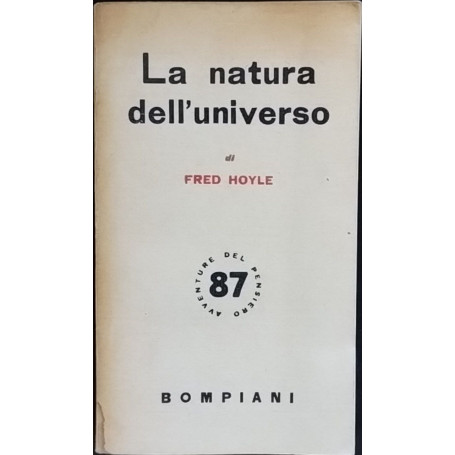 La natura
dell'universo
di
FRED HOYLE
AVVENTURE DEL PENSIERO
87
BOMPIANI